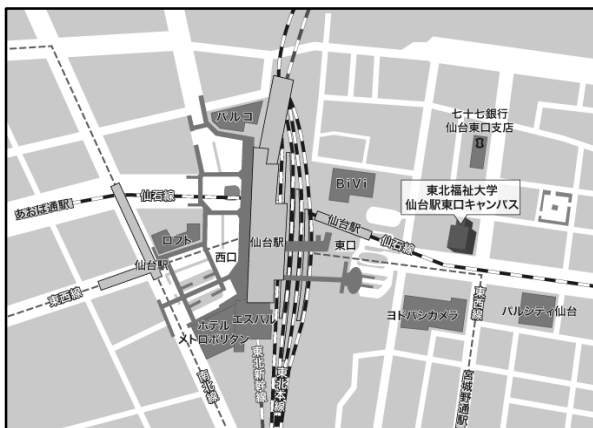 パルコ
七十七銀行
仙台東口支店
BiVi
東北福祉大学
仙台駅東口キャンパス
仙石線
あおば通駅
仙台駅
仙石線
ロフト
仙台駅
東口
西口
仙台駅
東西線
エスパル
ホテル
メトロポリタン
ヨドバシカメラ
東西線
パルシティ仙台
南北線
東北新幹線
東北本線
宮城野通駅